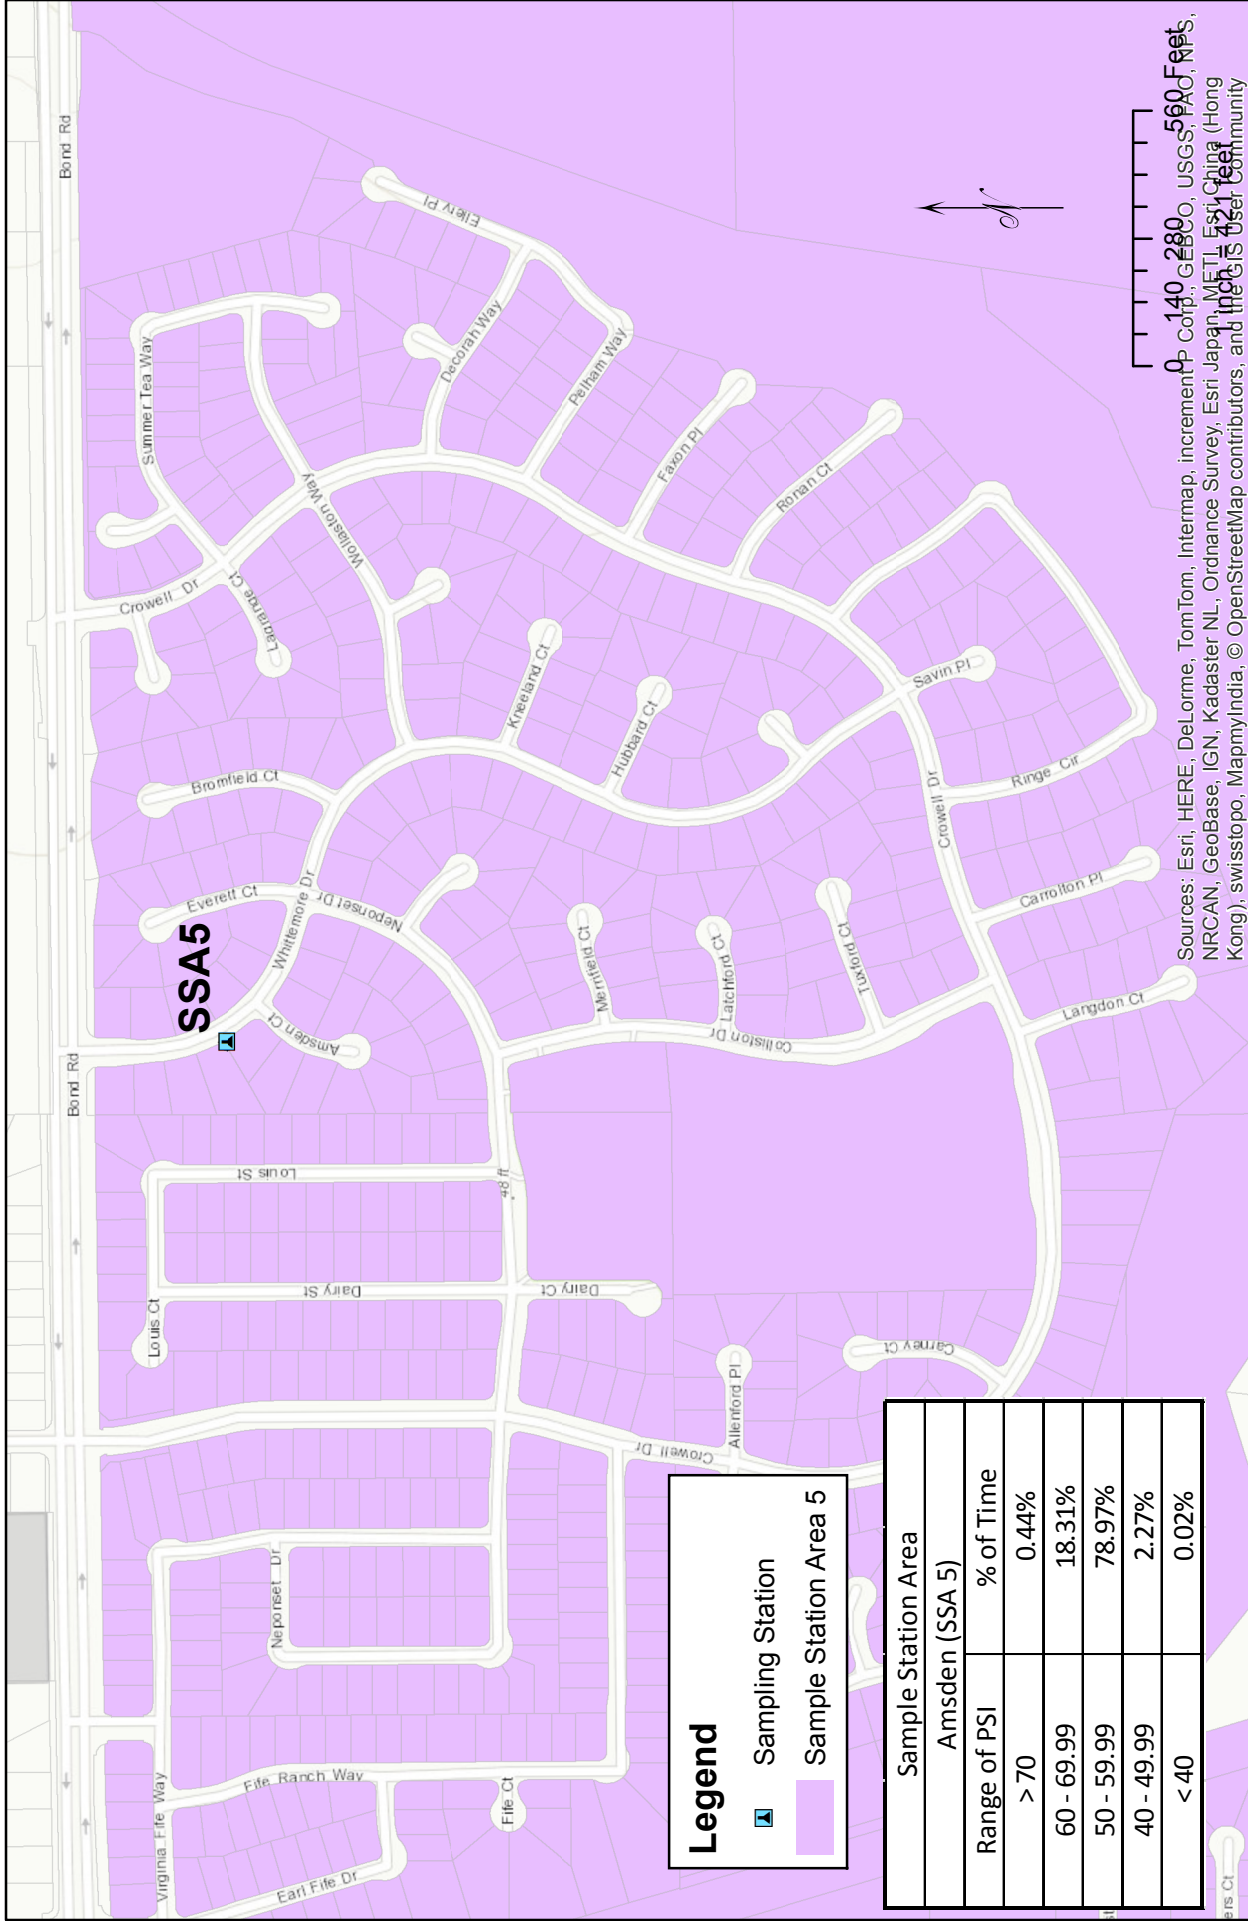 Bond Rd
Bond Rd
SSA5
Summer Tea Way
Crowell Dr
Lagrange Ct
Wollaston Way
Ellery Pl
Decorah Way
Pelham Way
Faxon Pl
Ronan Ct
Kneeland Ct
Hubbard Ct
Bromfield Ct
Everett Ct
Whittemore Dr
Neponset Dr
Amsden Ct
Merrifield Ct
Latchford Ct
Tuxford Ct
Colliston Dr
Savin Pl
Crowell Dr
Ringe Cir
Carrolton Pl
Langdon Ct
Louis St
48 ft
Louis Ct
Dairy St
Dairy Ct
Carney Ct
Allenford Pl
Crowell Dr
Neponset Dr
Virginia Fife Way
Fife Ranch Way
Fife Ct
Earl Fife Dr
ers Ct
st
Legend
Y Sampling Station
Sample Station Area 5
Sample Station Area
Amsden (SSA 5)
Range of PSI % of Time
> 70 0.44%
60 - 69.99 18.31%
50 - 59.99 78.97%
40 - 49.99 2.27%
< 40 0.02%
N
0 140 280 560 Feet
1 inch = 421 feet
Sources: Esri, HERE, DeLorme, TomTom, Intermap, increment P Corp., GEBCO, USGS, FAO, NPS,
NRCAN, GeoBase, IGN, Kadaster NL, Ordnance Survey, Esri Japan, METI, Esri China (Hong
Kong), swisstopo, MapmyIndia, © OpenStreetMap contributors, and the GIS User Community